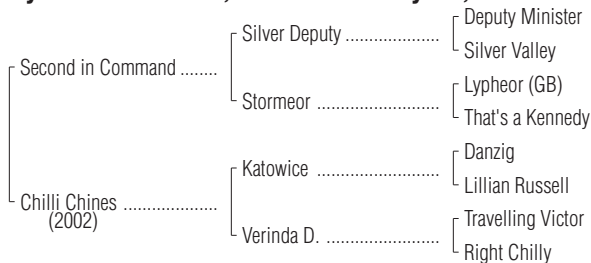 Deputy Minister
Silver Deputy ....................
Silver Valley
Second in Command ........
Lypheor (GB)
Stormeor ..........................
That's a Kennedy
Danzig
Katowice ..........................
Lillian Russell
Chilli Chines ....................
(2002)
Travelling Victor
Verinda D. ........................
Right Chilly